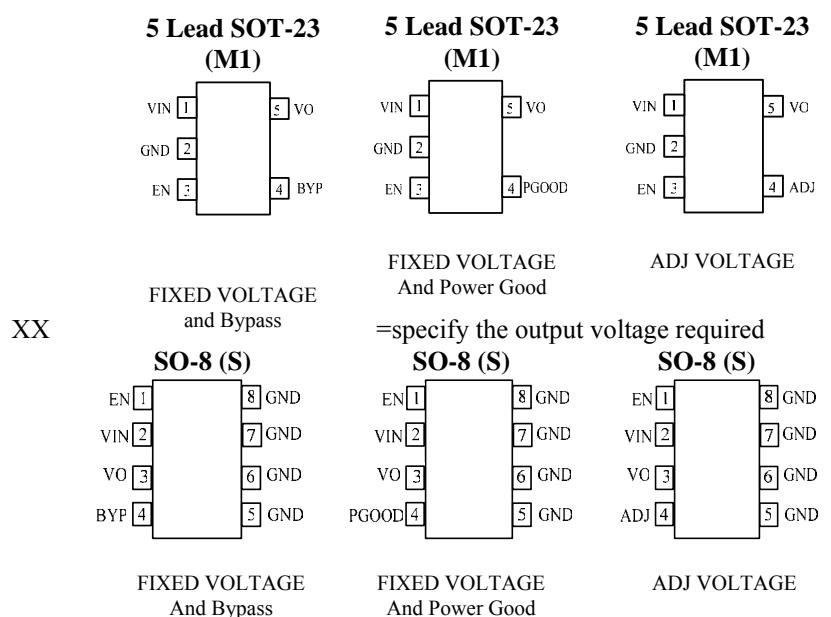 5 Lead SOT-23 5 Lead SOT-23 5 Lead SOT-23
(M1) (M1) (M1)
VIN 1 5 VO VIN 1 5 VO VIN 1 5 VO
GND 2 GND 2 GND 2
EN 3 4 BYP EN 3 4 PGOOD EN 3 4 ADJ
FIXED VOLTAGE
and Bypass
FIXED VOLTAGE
And Power Good
ADJ VOLTAGE
XX =specify the output voltage required
SO-8 (S) SO-8 (S) SO-8 (S)
EN 1 8 GND EN 1 8 GND EN 1 8 GND
VIN 2 7 GND VIN 2 7 GND VIN 2 7 GND
VO 3 6 GND VO 3 6 GND VO 3 6 GND
BYP 4 5 GND PGOOD 4 5 GND ADJ 4 5 GND
FIXED VOLTAGE FIXED VOLTAGE ADJ VOLTAGE
And Bypass And Power Good